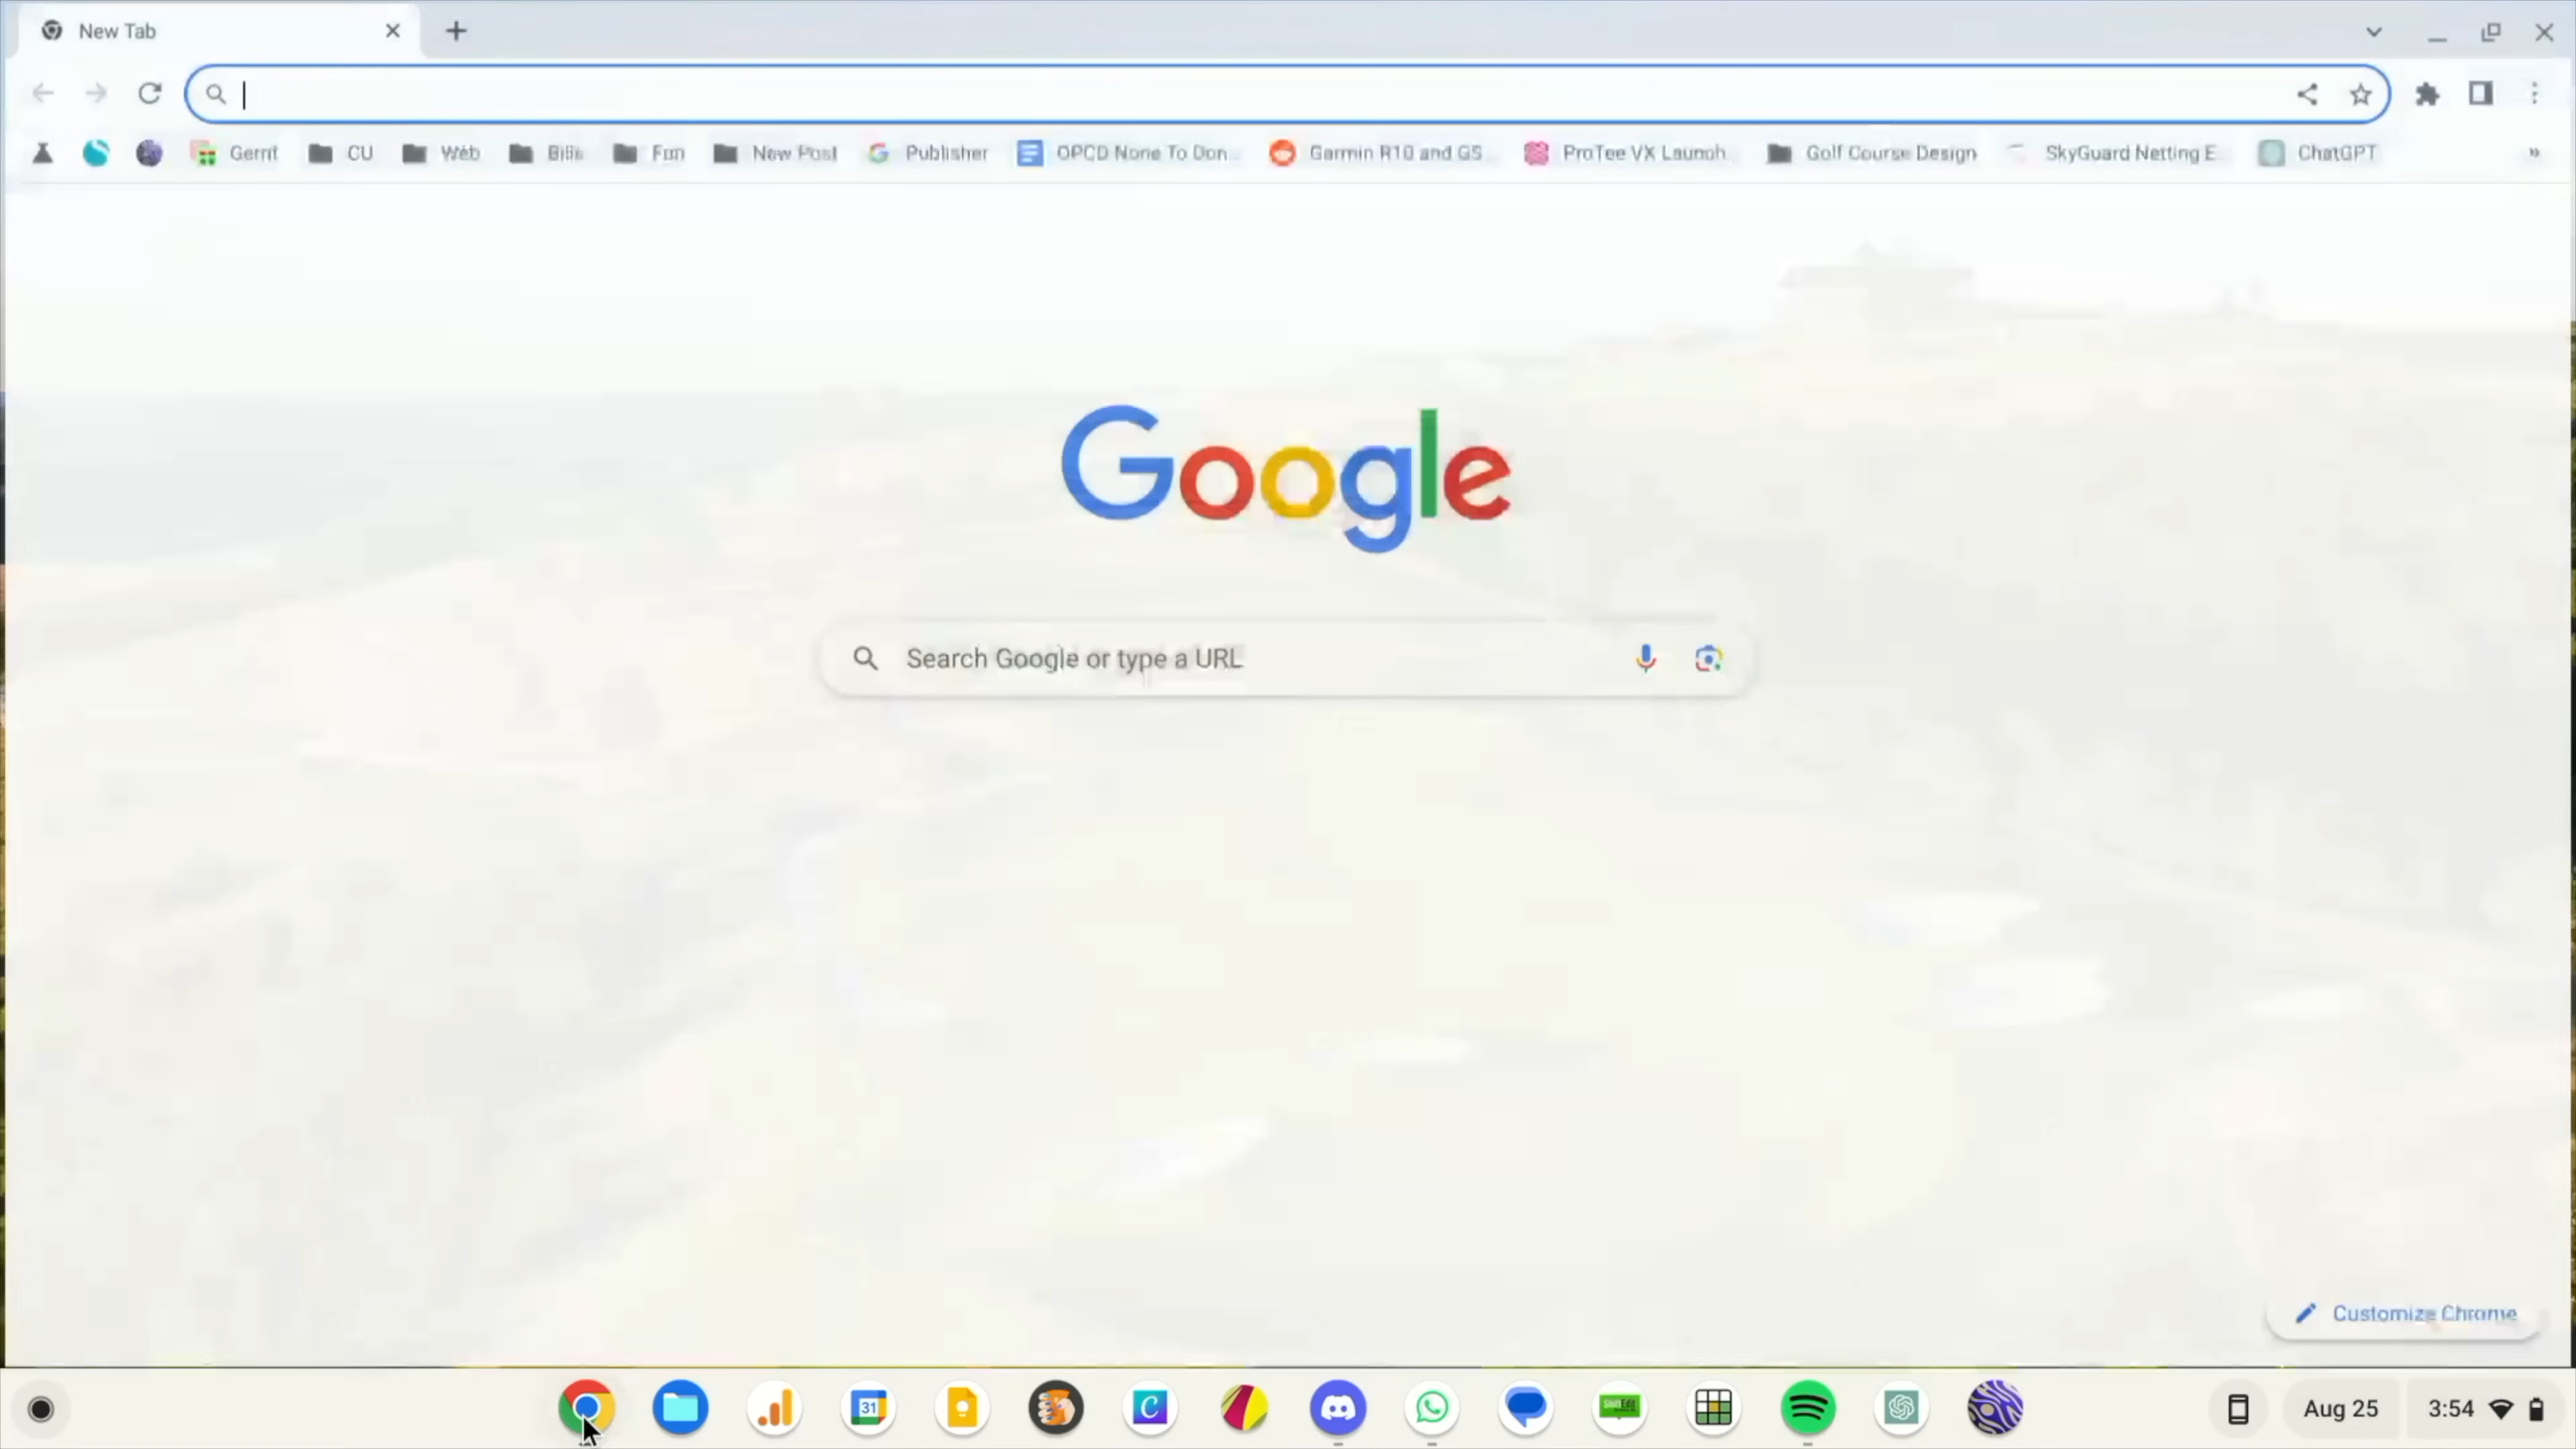 New Tab
Gerrit CU Web Bills Fun New Post Publisher OPCD None To Don... Garmin R10 and GS... ProTee VX Launch... Golf Course Design SkyGuard Netting E... ChatGPT »
Google
Search Google or type a URL
Customize Chrome
31 C Aug 25 3:54